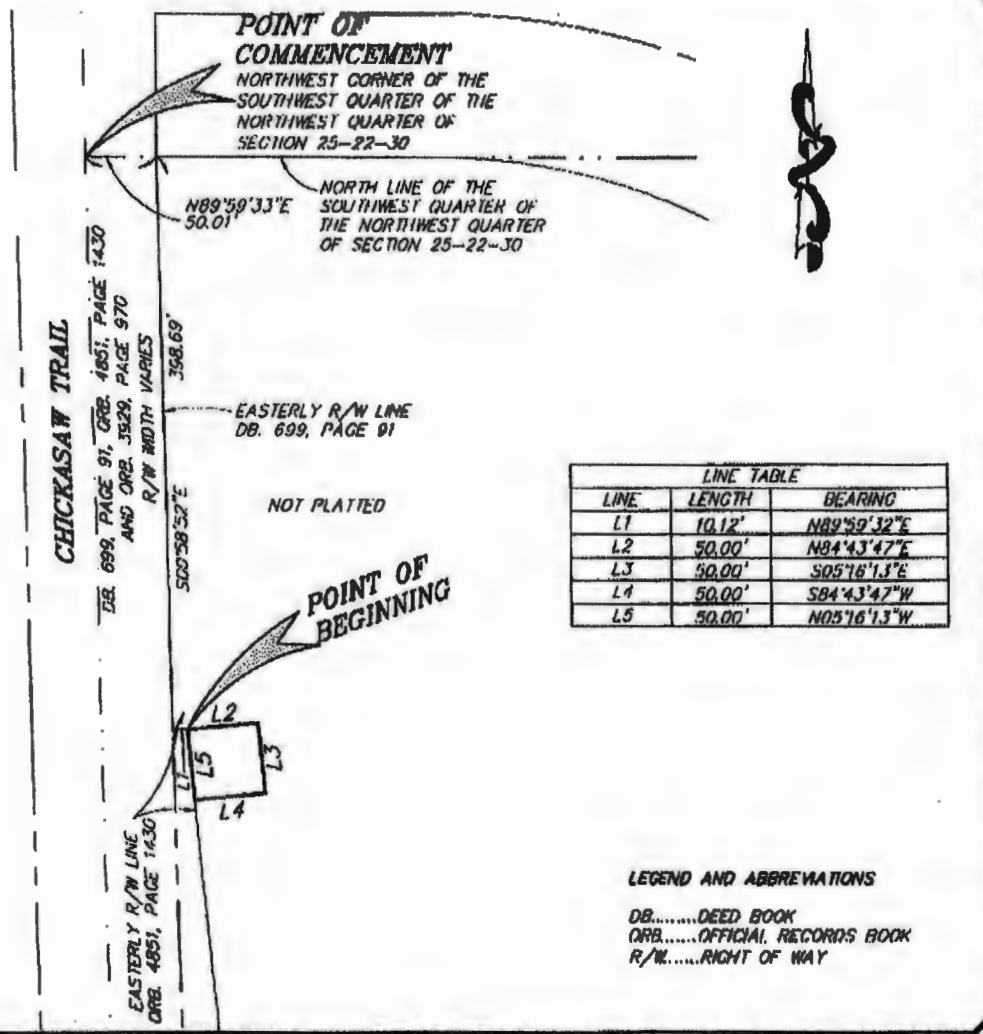 POINT OF
COMMENCEMENT
NORTHWEST CORNER OF THE
SOUTHWEST QUARTER OF THE
NORTHWEST QUARTER OF
SECTION 25-22-30
N89°59'33"E
50.01'
NORTH LINE OF THE
SOUTHWEST QUARTER OF
THE NORTHWEST QUARTER
OF SECTION 25-22-30
CHICKASAW TRAIL
DB. 699, PAGE 91, ORB. 4851, PAGE 1430
AND ORB. 3929, PAGE 970
R/W WIDTH VARIES
398.69'
EASTERLY R/W LINE
DB. 699, PAGE 91
NOT PLATTED
POINT OF
BEGINNING
L2
L1
L5
L3
L4
EASTERLY R/W LINE
ORB. 4851, PAGE 1430
LINE TABLE
LINE LENGTH BEARING
L1 10.12' N89°59'32"E
L2 50.00' N84°43'47"E
L3 50.00' S05°16'13"E
L4 50.00' S84°43'47"W
L5 50.00' N05°16'13"W
LEGEND AND ABBREVIATIONS
DB........DEED BOOK
ORB.......OFFICIAL RECORDS BOOK
R/W.......RIGHT OF WAY